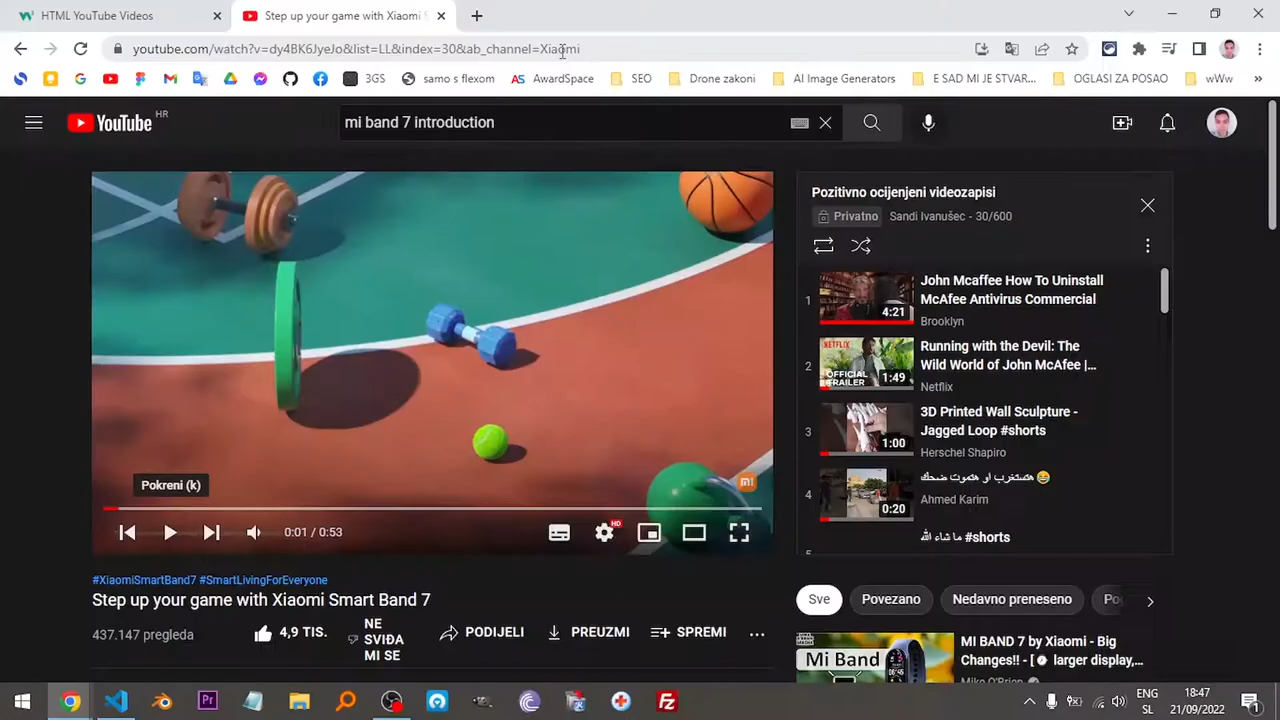 HTML YouTube Videos
Step up your game with Xiaomi S
youtube.com/watch?v=dy4BK6JyeJo&list=LL&index=30&ab_channel=Xiaomi
3GS
samo s flexom
AS AwardSpace
SEO
Drone zakoni
AI Image Generators
E SAD MI JE STVAR...
OGLASI ZA POSAO
wWw
YouTube HR
mi band 7 introduction
Pozitivno ocijenjeni videozapisi
Privatno Sandi Ivanušec - 30/600
1
4:21
John Mcaffee How To Uninstall
McAfee Antivirus Commercial
Brooklyn
2
NETFLIX
OFFICIAL
TRAILER
1:49
Running with the Devil: The
Wild World of John McAfee |...
Netflix
3
1:00
3D Printed Wall Sculpture -
Jagged Loop #shorts
Herschel Shapiro
4
0:20
هتستغرب او هتموت ضحك 😂
Ahmed Karim
ما شاء الله #shorts
Pokreni (k)
mi
0:01 / 0:53
HD
#XiaomiSmartBand7 #SmartLivingForEveryone
Step up your game with Xiaomi Smart Band 7
437.147 pregleda
4,9 TIS.
NE
SVIĐA
MI SE
PODIJELI
PREUZMI
SPREMI
Sve
Povezano
Nedavno preneseno
Mi Band
MI BAND 7 by Xiaomi - Big
Changes!! - [⌚ larger display,...
Mike O'Brien
Pr
ENG
SL
18:47
21/09/2022
1